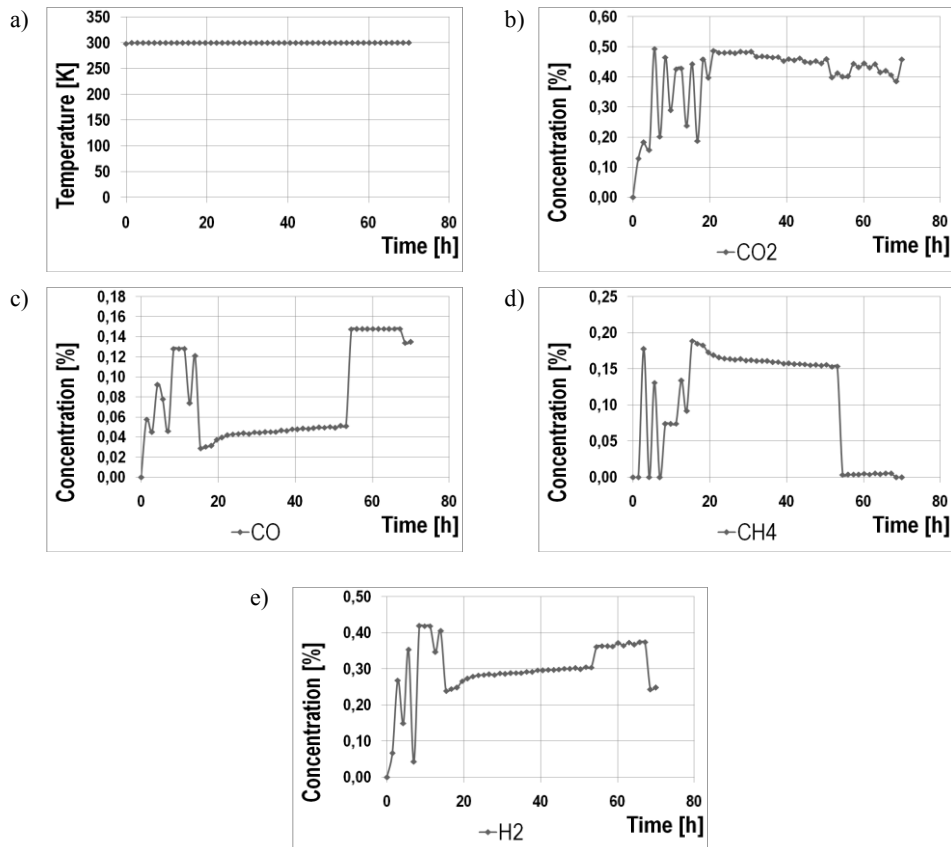 a)
Temperature [K]
350
300
250
200
150
100
50
0
0 20 40 60 80
Time [h]
b)
Concentration [%]
0,60
0,50
0,40
0,30
0,20
0,10
0,00
0 20 40 60 80
Time [h]
CO2
c)
Concentration [%]
0,18
0,16
0,14
0,12
0,10
0,08
0,06
0,04
0,02
0,00
0 20 40 60 80
Time [h]
CO
d)
Concentration [%]
0,25
0,20
0,15
0,10
0,05
0,00
0 20 40 60 80
Time [h]
CH4
e)
Concentration [%]
0,50
0,40
0,30
0,20
0,10
0,00
0 20 40 60 80
Time [h]
H2